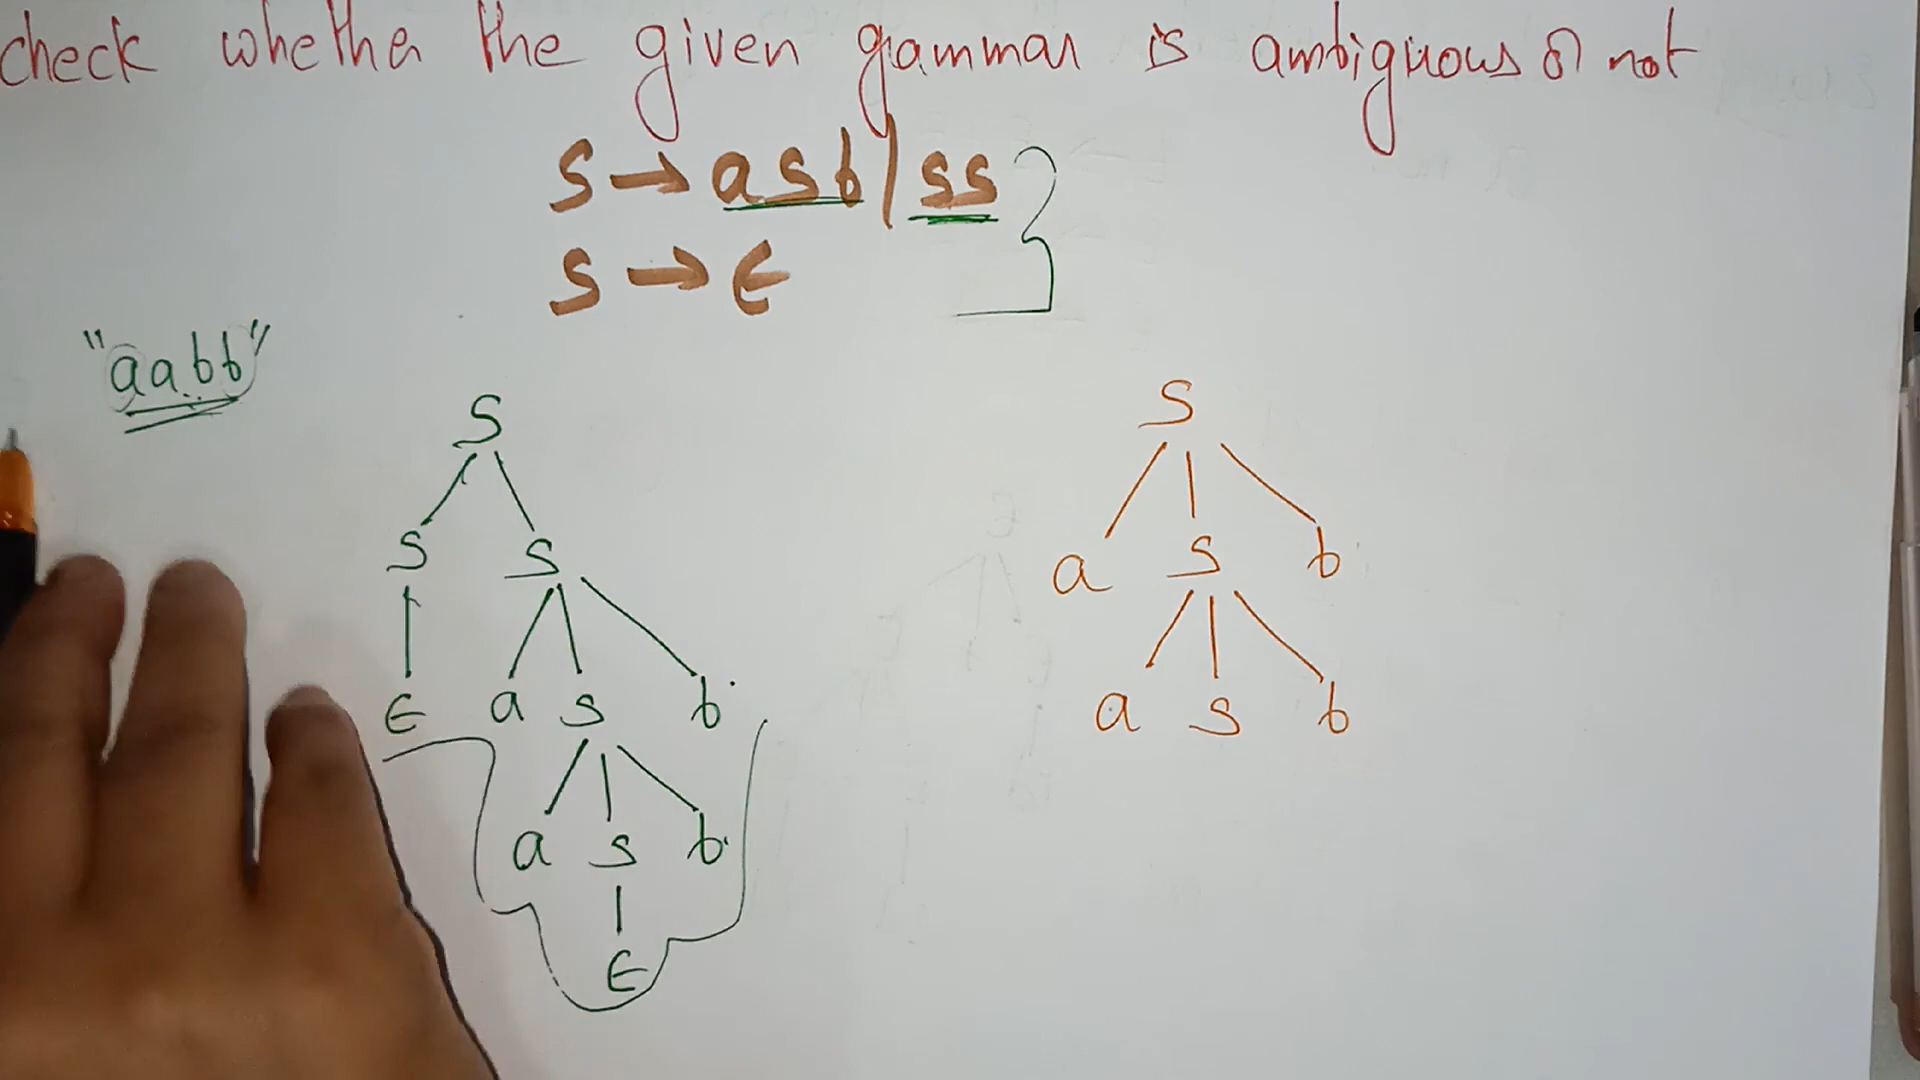 check whether the given grammar is ambiguous or not
S → aSb | SS
S → ε
"aabb"
S
S S
ε a S b
a S b
ε
S
a S b
a S b